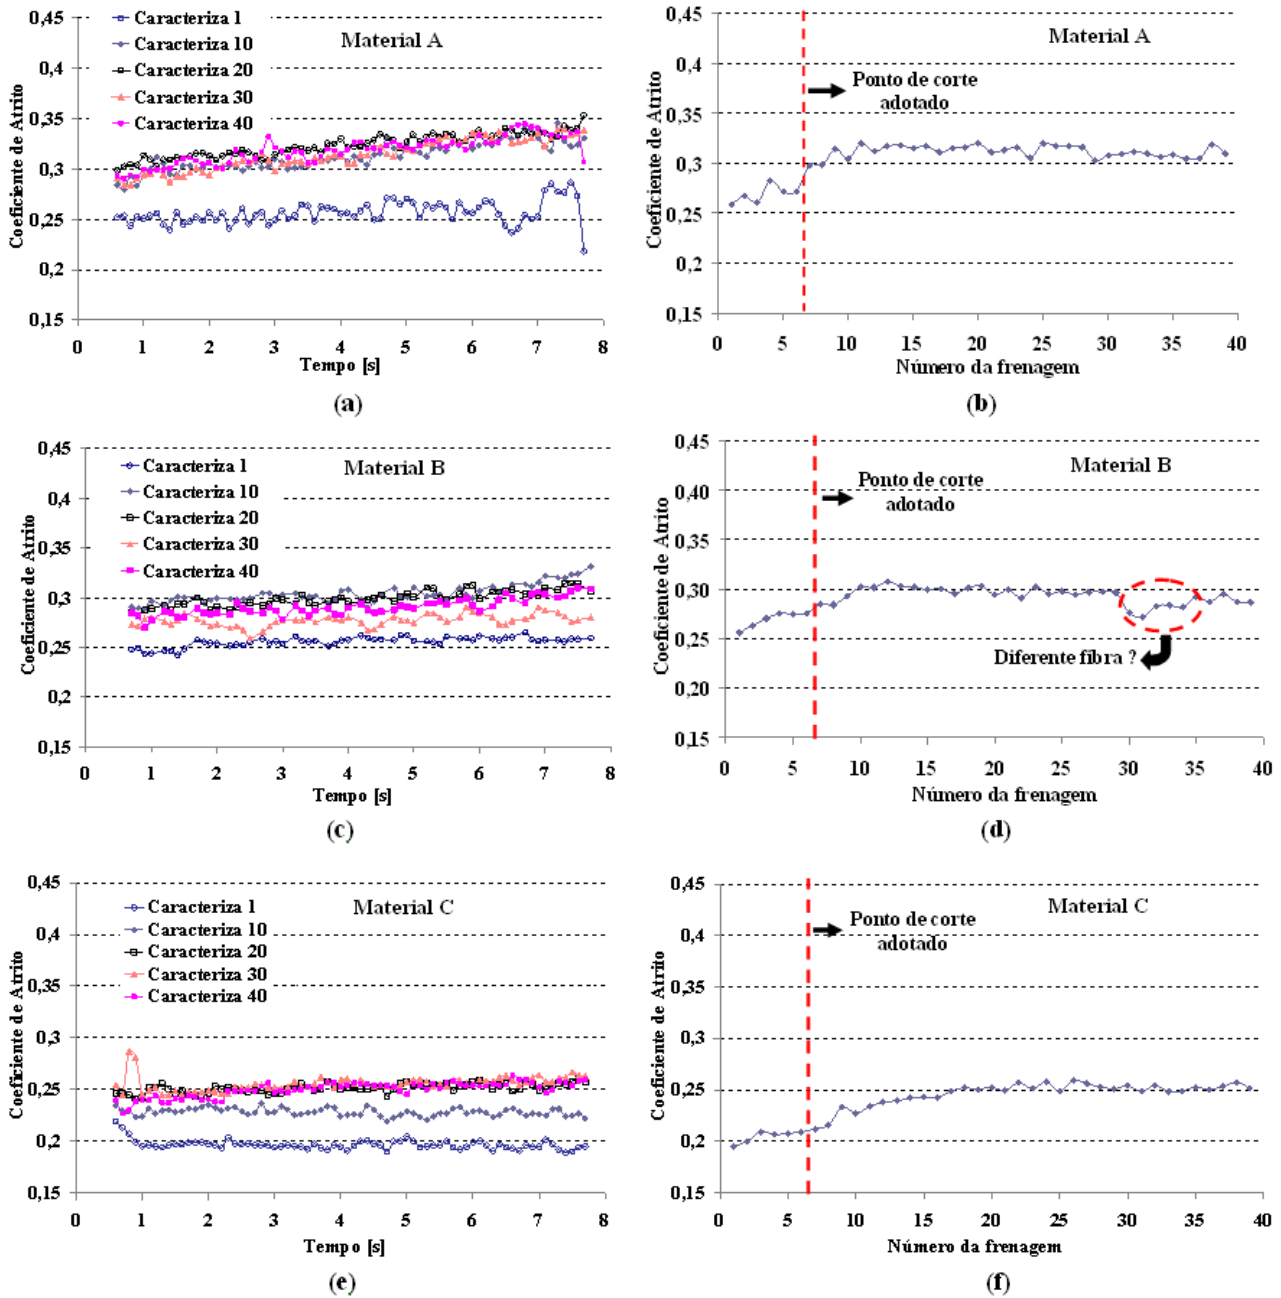 0,45
0,4
0,35
0,3
0,25
0,2
0,15
Coeficiente de Atrito
Caracteriza 1
Caracteriza 10
Caracteriza 20
Caracteriza 30
Caracteriza 40
Material A
0 1 2 3 4 5 6 7 8
Tempo [s]
(a)
0,45
0,4
0,35
0,3
0,25
0,2
0,15
Coeficiente de Atrito
Material A
Ponto de corte
adotado
0 5 10 15 20 25 30 35 40
Número da frenagem
(b)
0,45
0,4
0,35
0,3
0,25
0,2
0,15
Coeficiente de Atrito
Caracteriza 1
Caracteriza 10
Caracteriza 20
Caracteriza 30
Caracteriza 40
Material B
0 1 2 3 4 5 6 7 8
Tempo [s]
(c)
0,45
0,40
0,35
0,30
0,25
0,20
0,15
Coeficiente de Atrito
Material B
Ponto de corte
adotado
Diferente fibra ?
0 5 10 15 20 25 30 35 40
Número da frenagem
(d)
0,45
0,4
0,35
0,3
0,25
0,2
0,15
Coeficiente de Atrito
Caracteriza 1
Caracteriza 10
Caracteriza 20
Caracteriza 30
Caracteriza 40
Material C
0 1 2 3 4 5 6 7 8
Tempo [s]
(e)
0,45
0,4
0,35
0,3
0,25
0,2
0,15
Coeficiente de Atrito
Material C
Ponto de corte
adotado
0 5 10 15 20 25 30 35 40
Número da frenagem
(f)